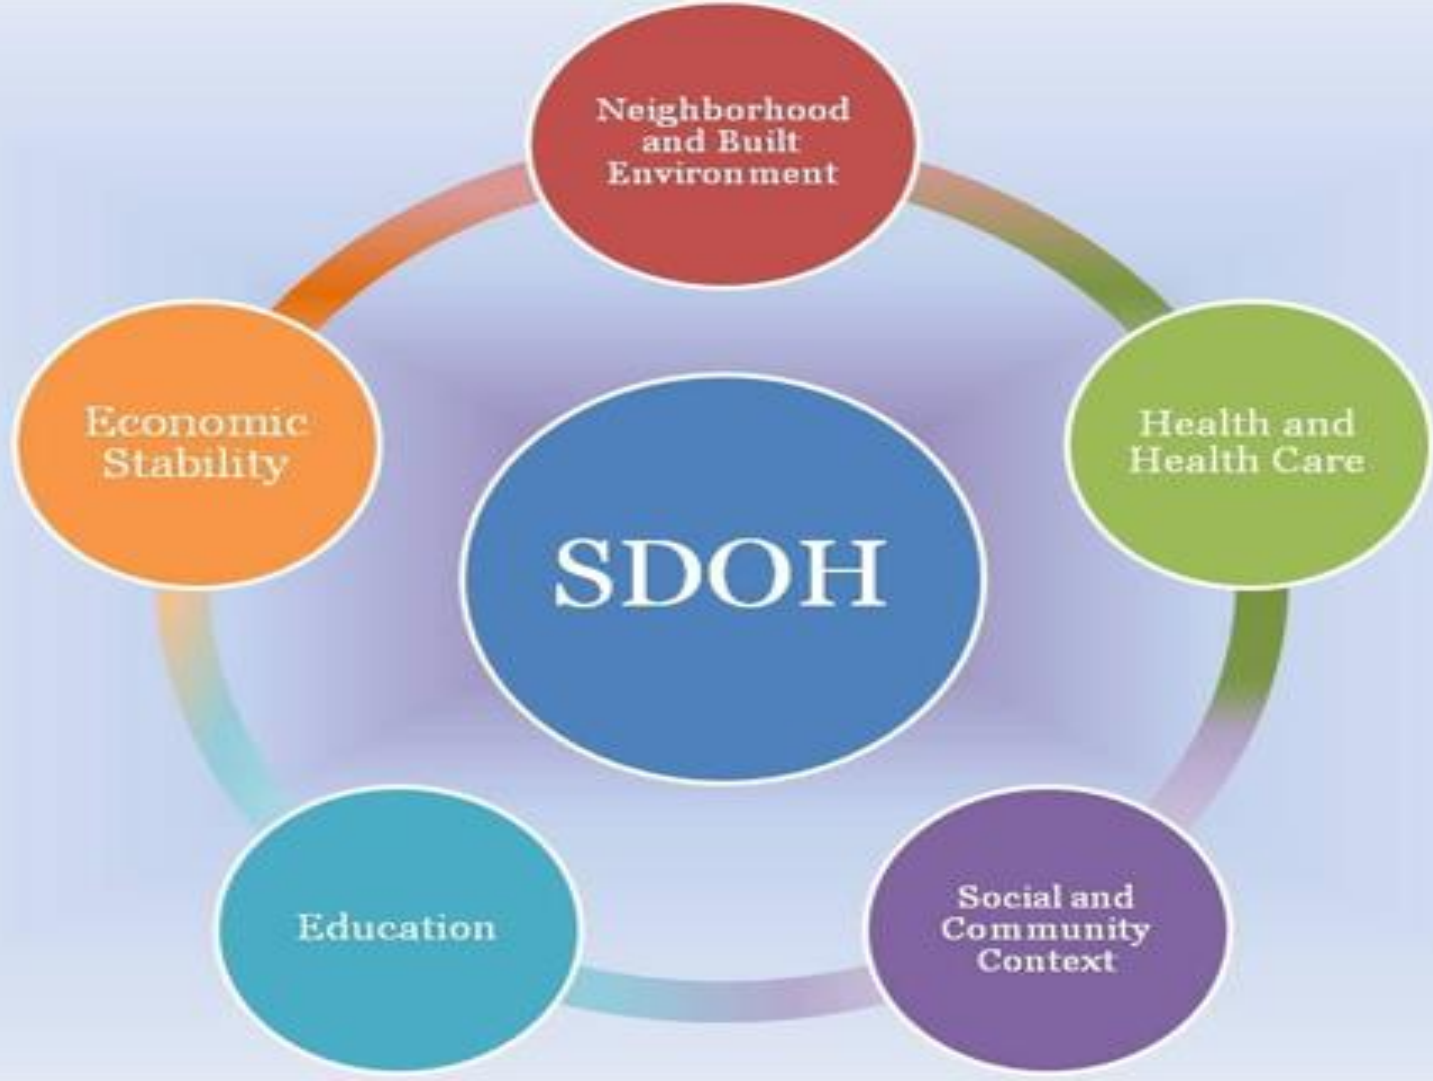 Neighborhood
and Built
Environment
Economic
Stability
Health and
Health Care
SDOH
Education
Social and
Community
Context